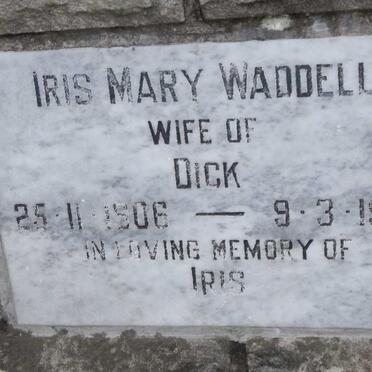 IRIS MARY WADDELL
WIFE OF
DICK
25·11·1906 — 9·3·19
IN LOVING MEMORY OF
IRIS